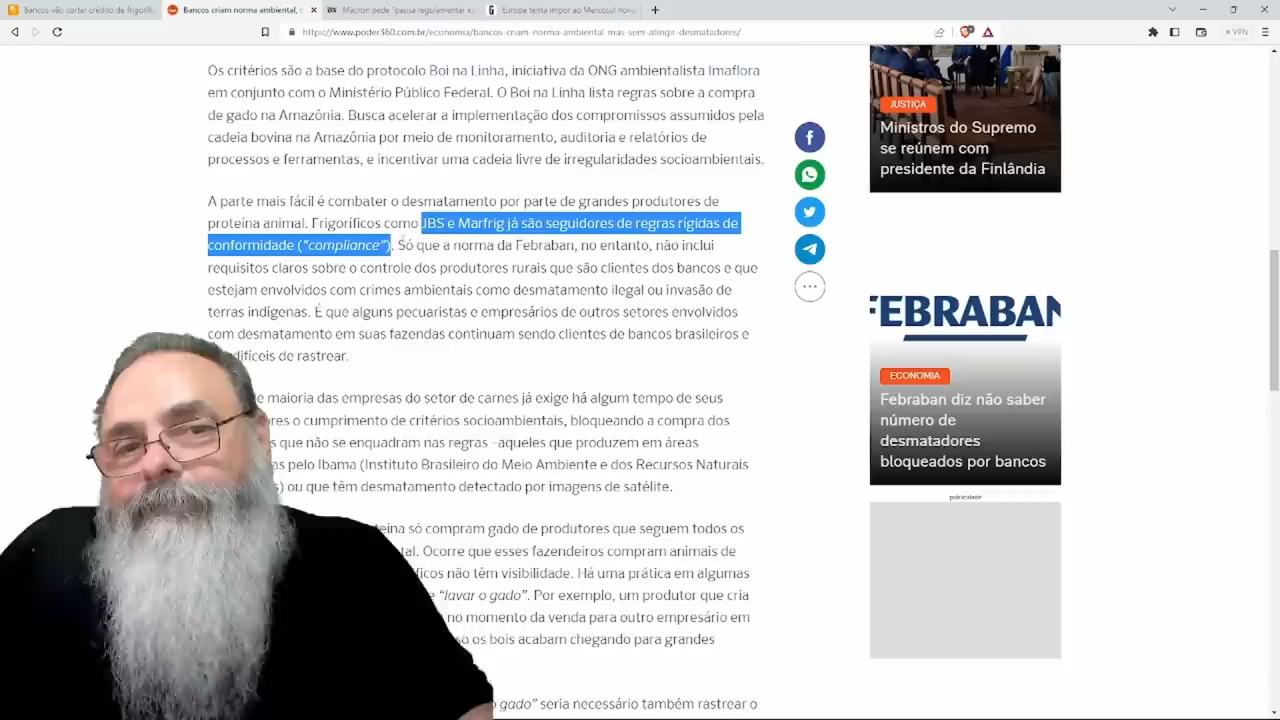 Bancos vão cortar crédito de frigorífic
Bancos criam norma ambiental,
Macron pede "pausa regulamentar e
Europa tenta impor ao Mercosul nov
https://www.poder360.com.br/economia/bancos-criam-norma-ambiental-mas-sem-atingir-desmatadores/
VPN
Os critérios são a base do protocolo Boi na Linha, iniciativa da ONG ambientalista Imaflora
em conjunto com o Ministério Público Federal. O Boi na Linha lista regras sobre a compra
de gado na Amazônia. Busca acelerar a implementação dos compromissos assumidos pela
cadeia bovina na Amazônia por meio de monitoramento, auditoria e relatórios de
processos e ferramentas, e incentivar uma cadeia livre de irregularidades socioambientais.
A parte mais fácil é combater o desmatamento por parte de grandes produtores de
proteína animal. Frigoríficos como JBS e Marfrig já são seguidores de regras rígidas de
conformidade ("compliance"). Só que a norma da Febraban, no entanto, não inclui
requisitos claros sobre o controle dos produtores rurais que são clientes dos bancos e que
estejam envolvidos com crimes ambientais como desmatamento ilegal ou invasão de
terras indígenas. É que alguns pecuaristas e empresários de outros setores envolvidos
com desmatamento em suas fazendas continuam sendo clientes de bancos brasileiros e
difíceis de rastrear.
e maioria das empresas do setor de carnes já exige há algum tempo de seus
res o cumprimento de critérios socioambientais, bloqueando a compra dos
s que não se enquadram nas regras –aqueles que produzem em áreas
s pelo Ibama (Instituto Brasileiro do Meio Ambiente e dos Recursos Naturais
) ou que têm desmatamento detectado por imagens de satélite.
teína só compram gado de produtores que seguem todos os
tal. Ocorre que esses fazendeiros compram animais de
oríficos não têm visibilidade. Há uma prática em algumas
e "lavar o gado". Por exemplo, um produtor que cria
no momento da venda para outro empresário em
so os bois acabam chegando para grandes
gado" seria necessário também rastrear o
JUSTIÇA
Ministros do Supremo
se reúnem com
presidente da Finlândia
FEBRABAN
ECONOMIA
Febraban diz não saber
número de
desmatadores
bloqueados por bancos
publicidade